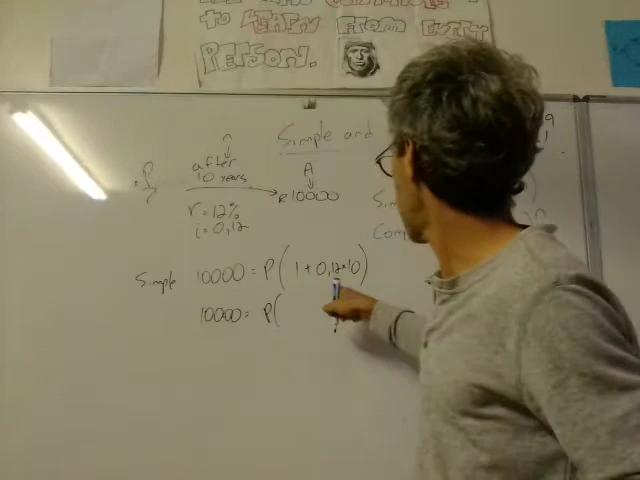 to LEARN FROM EVERY
PERSON.
Simple and
n
after
10 years
P
A
R10000
r = 12%
i = 0,12
Simple 10000 = P(1 + 0,12×10)
10000 = P(